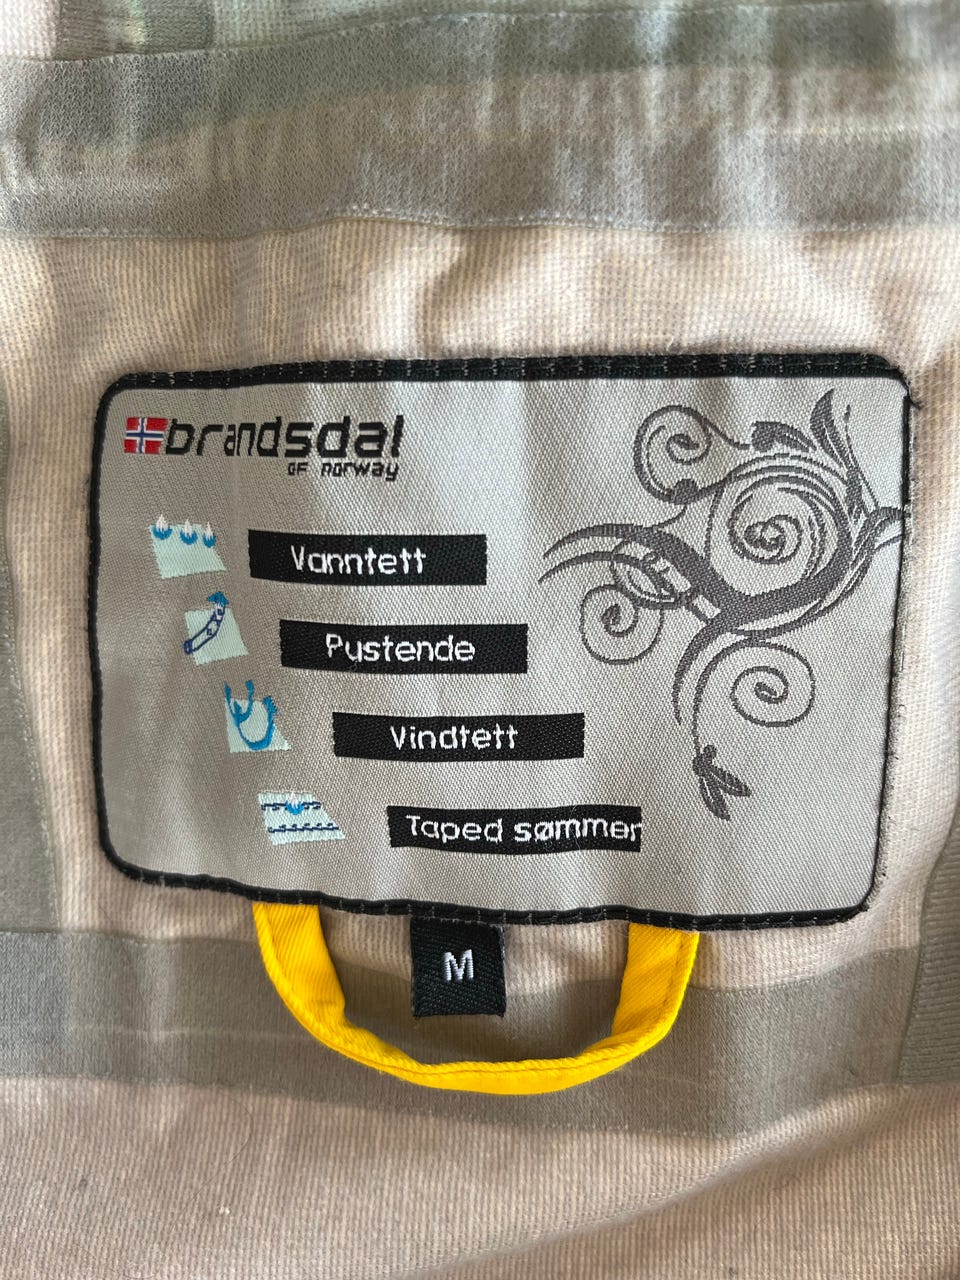 brandsdal
OF NORWAY
Vanntett
Pustende
Vindtett
Taped sømmer
M